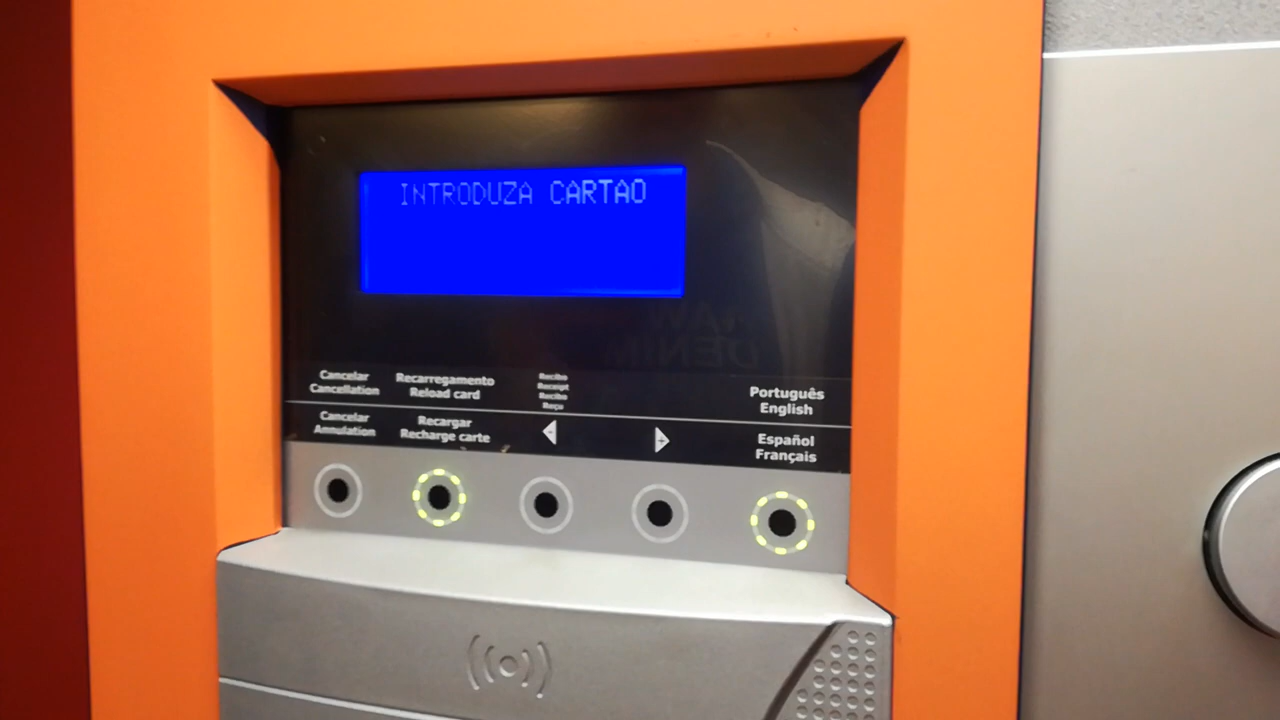 INTRODUZA CARTAO
Cancelar
Cancellation
Recarregamento
Reload card
Recibo
Receipt
Recibo
Reçu
Português
English
Cancelar
Annulation
Recargar
Recharge carte
-
+
Español
Français